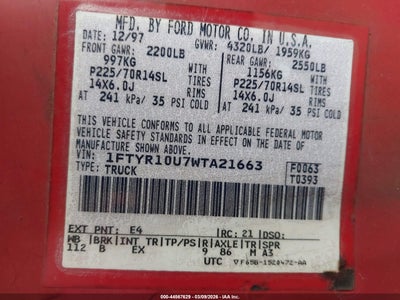 MFD. BY FORD MOTOR CO. IN U.S.A.
DATE: 12/97 GVWR: 4320LB/ 1959KG
FRONT GAWR: 2200LB REAR GAWR: 2550LB
997KG WITH 1156KG WITH
P225/70R14SL TIRES P225/70R14SL TIRES
14X6.0J RIMS 14X6.0J RIMS
AT 241 kPa/ 35 PSI COLD AT 241 kPa/ 35 PSI COLD
THIS VEHICLE CONFORMS TO ALL APPLICABLE FEDERAL MOTOR
VEHICLE SAFETY STANDARDS IN EFFECT ON THE DATE OF
MANUFACTURE SHOWN ABOVE.
VIN: 1FTYR10U7WTA21663 F0063
TYPE: TRUCK T0393
EXT PNT: E4 RC: 21 DSO:
WB BRK INT TR TP/PS R AXLE TR SPR
112 B EX 9 86 M A3
UTC F65B-1520472-AA
IMAGE: 000-44567629 03/09/2026 IAA